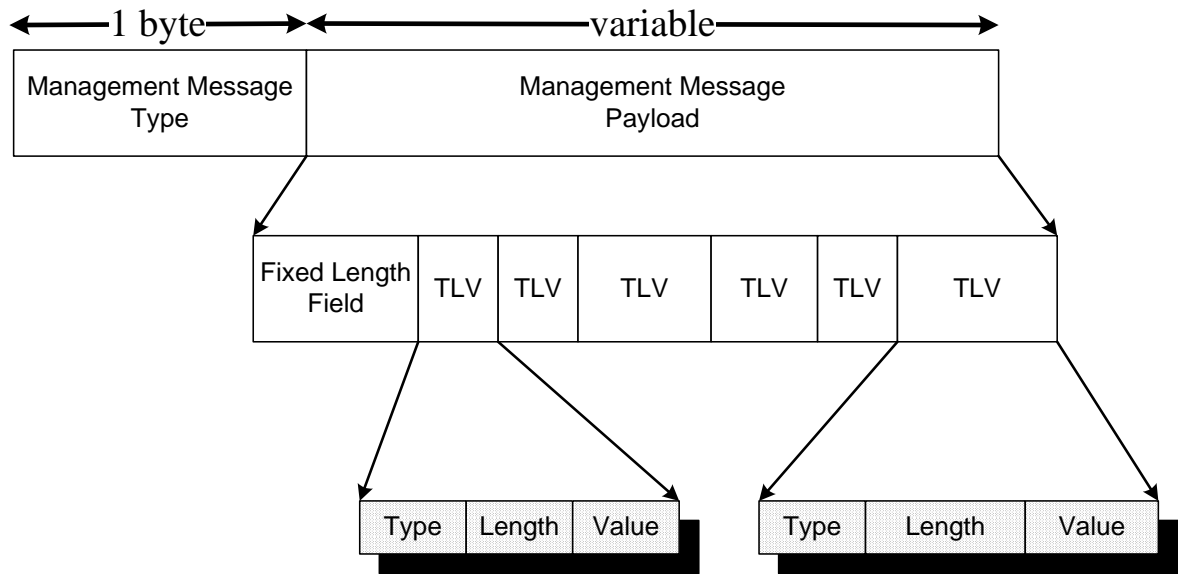 1 byte
variable
Management Message
Type
Management Message
Payload
Fixed Length
Field
TLV
TLV
TLV
TLV
TLV
TLV
Type
Length
Value
Type
Length
Value